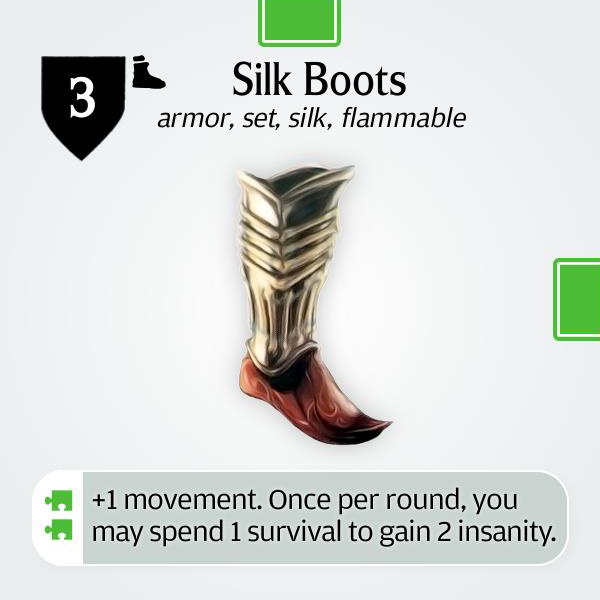 3
Silk Boots
armor, set, silk, flammable
+1 movement. Once per round, you
may spend 1 survival to gain 2 insanity.